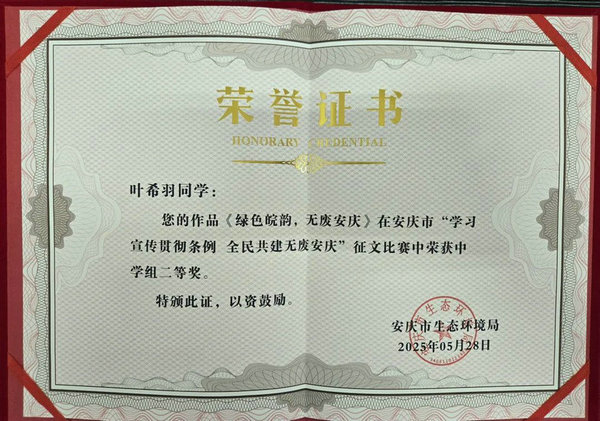 荣誉证书
HONORARY CREDENTIAL
叶希羽同学：
您的作品《绿色皖韵，无废安庆》在安庆市“学习
宣传贯彻条例 全民共建无废安庆”征文比赛中荣获中
学组二等奖。
特颁此证，以资鼓励。
安庆市生态环境局
2025年05月28日